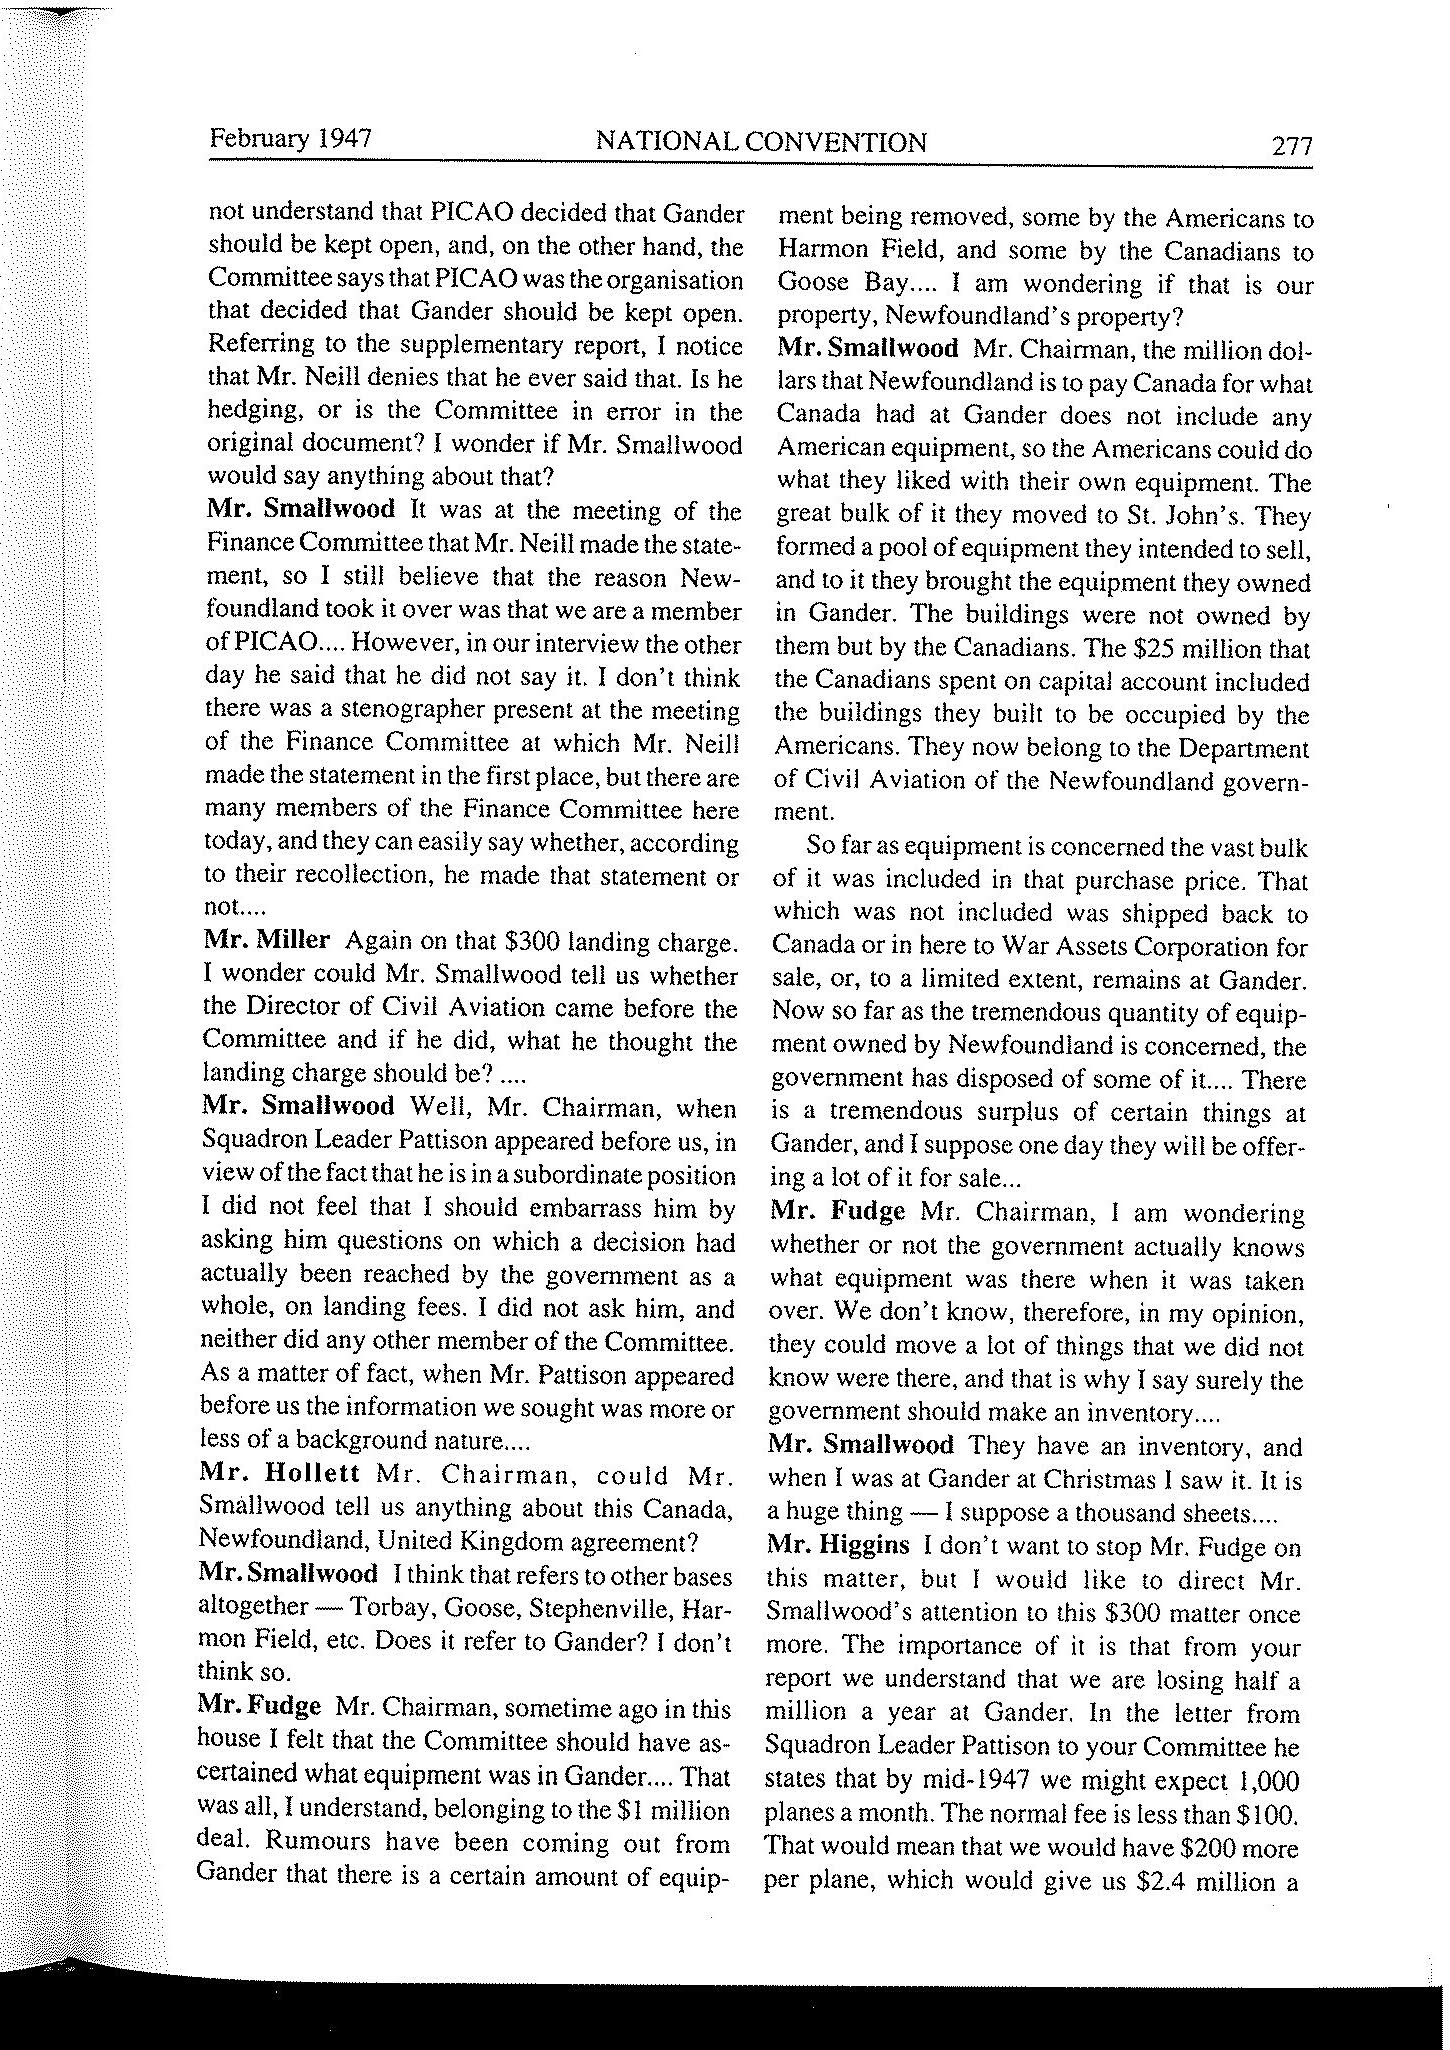 February 1947
NATIONAL CONVENTION
277
not understand that PICAO decided that Gander
should be kept open, and, on the other hand, the
Committee says that PICAO was the organisation
that decided that Gander should be kept open.
Referring to the supplementary report, I notice
that Mr. Neill denies that he ever said that. Is he
hedging, or is the Committee in error in the
original document? I wonder if Mr. Smallwood
would say anything about that?
Mr. Smallwood It was at the meeting of the
Finance Committee that Mr. Neill made the state-
ment, so I still believe that the reason New-
foundland took it over was that we are a member
of PICAO.... However, in our interview the other
day he said that he did not say it. I don't think
there was a stenographer present at the meeting
of the Finance Committee at which Mr. Neill
made the statement in the first place, but there are
many members of the Finance Committee here
today, and they can easily say whether, according
to their recollection, he made that statement or
not....
Mr. Miller Again on that $300 landing charge.
I wonder could Mr. Smallwood tell us whether
the Director of Civil Aviation came before the
Committee and if he did, what he thought the
landing charge should be? ....
Mr. Smallwood Well, Mr. Chairman, when
Squadron Leader Pattison appeared before us, in
view of the fact that he is in a subordinate position
I did not feel that I should embarrass him by
asking him questions on which a decision had
actually been reached by the government as a
whole, on landing fees. I did not ask him, and
neither did any other member of the Committee.
As a matter of fact, when Mr. Pattison appeared
before us the information we sought was more or
less of a background nature....
Mr. Hollett Mr. Chairman, could Mr.
Smallwood tell us anything about this Canada,
Newfoundland, United Kingdom agreement?
Mr. Smallwood I think that refers to other bases
altogether — Torbay, Goose, Stephenville, Har-
mon Field, etc. Does it refer to Gander? I don't
think so.
Mr. Fudge Mr. Chairman, sometime ago in this
house I felt that the Committee should have as-
certained what equipment was in Gander.... That
was all, I understand, belonging to the $1 million
deal. Rumours have been coming out from
Gander that there is a certain amount of equip-
ment being removed, some by the Americans to
Harmon Field, and some by the Canadians to
Goose Bay.... I am wondering if that is our
property, Newfoundland's property?
Mr. Smallwood Mr. Chairman, the million dol-
lars that Newfoundland is to pay Canada for what
Canada had at Gander does not include any
American equipment, so the Americans could do
what they liked with their own equipment. The
great bulk of it they moved to St. John's. They
formed a pool of equipment they intended to sell,
and to it they brought the equipment they owned
in Gander. The buildings were not owned by
them but by the Canadians. The $25 million that
the Canadians spent on capital account included
the buildings they built to be occupied by the
Americans. They now belong to the Department
of Civil Aviation of the Newfoundland govern-
ment.
So far as equipment is concerned the vast bulk
of it was included in that purchase price. That
which was not included was shipped back to
Canada or in here to War Assets Corporation for
sale, or, to a limited extent, remains at Gander.
Now so far as the tremendous quantity of equip-
ment owned by Newfoundland is concerned, the
government has disposed of some of it.... There
is a tremendous surplus of certain things at
Gander, and I suppose one day they will be offer-
ing a lot of it for sale...
Mr. Fudge Mr. Chairman, I am wondering
whether or not the government actually knows
what equipment was there when it was taken
over. We don't know, therefore, in my opinion,
they could move a lot of things that we did not
know were there, and that is why I say surely the
government should make an inventory....
Mr. Smallwood They have an inventory, and
when I was at Gander at Christmas I saw it. It is
a huge thing — I suppose a thousand sheets....
Mr. Higgins I don't want to stop Mr. Fudge on
this matter, but I would like to direct Mr.
Smallwood's attention to this $300 matter once
more. The importance of it is that from your
report we understand that we are losing half a
million a year at Gander. In the letter from
Squadron Leader Pattison to your Committee he
states that by mid-1947 we might expect 1,000
planes a month. The normal fee is less than $100.
That would mean that we would have $200 more
per plane, which would give us $2.4 million a